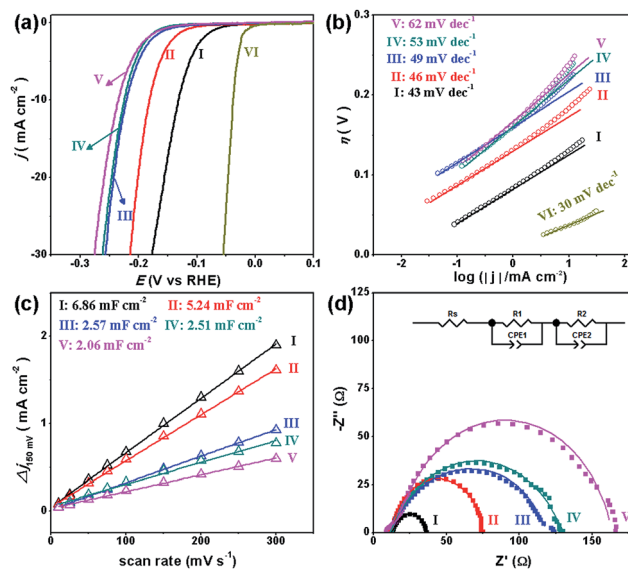 (a)
0
-10
-20
-30
j ( mA cm⁻²)
V
II
I
VI
IV
III
-0.3
-0.2
-0.1
0.0
0.1
E (V vs RHE)
(b)
V: 62 mV dec⁻¹
IV: 53 mV dec⁻¹
III: 49 mV dec⁻¹
II: 46 mV dec⁻¹
I: 43 mV dec⁻¹
0.3
0.2
0.1
0.0
η ( V )
V
IV
III
II
I
VI: 30 mV dec⁻¹
-2
-1
0
1
2
log (|j|/mA cm⁻²)
(c)
I: 6.86 mF cm⁻² II: 5.24 mF cm⁻²
III: 2.57 mF cm⁻² IV: 2.51 mF cm⁻²
V: 2.06 mF cm⁻²
2
1
0
I
II
III
IV
V
0
100
200
300
scan rate (mV s⁻¹)
(d)
-125
-100
-75
-50
-25
0
-Z'' (Ω)
Rs R1 R2
CPE1 CPE2
I
II
III
IV
V
0
50
100
150
Z' (Ω)